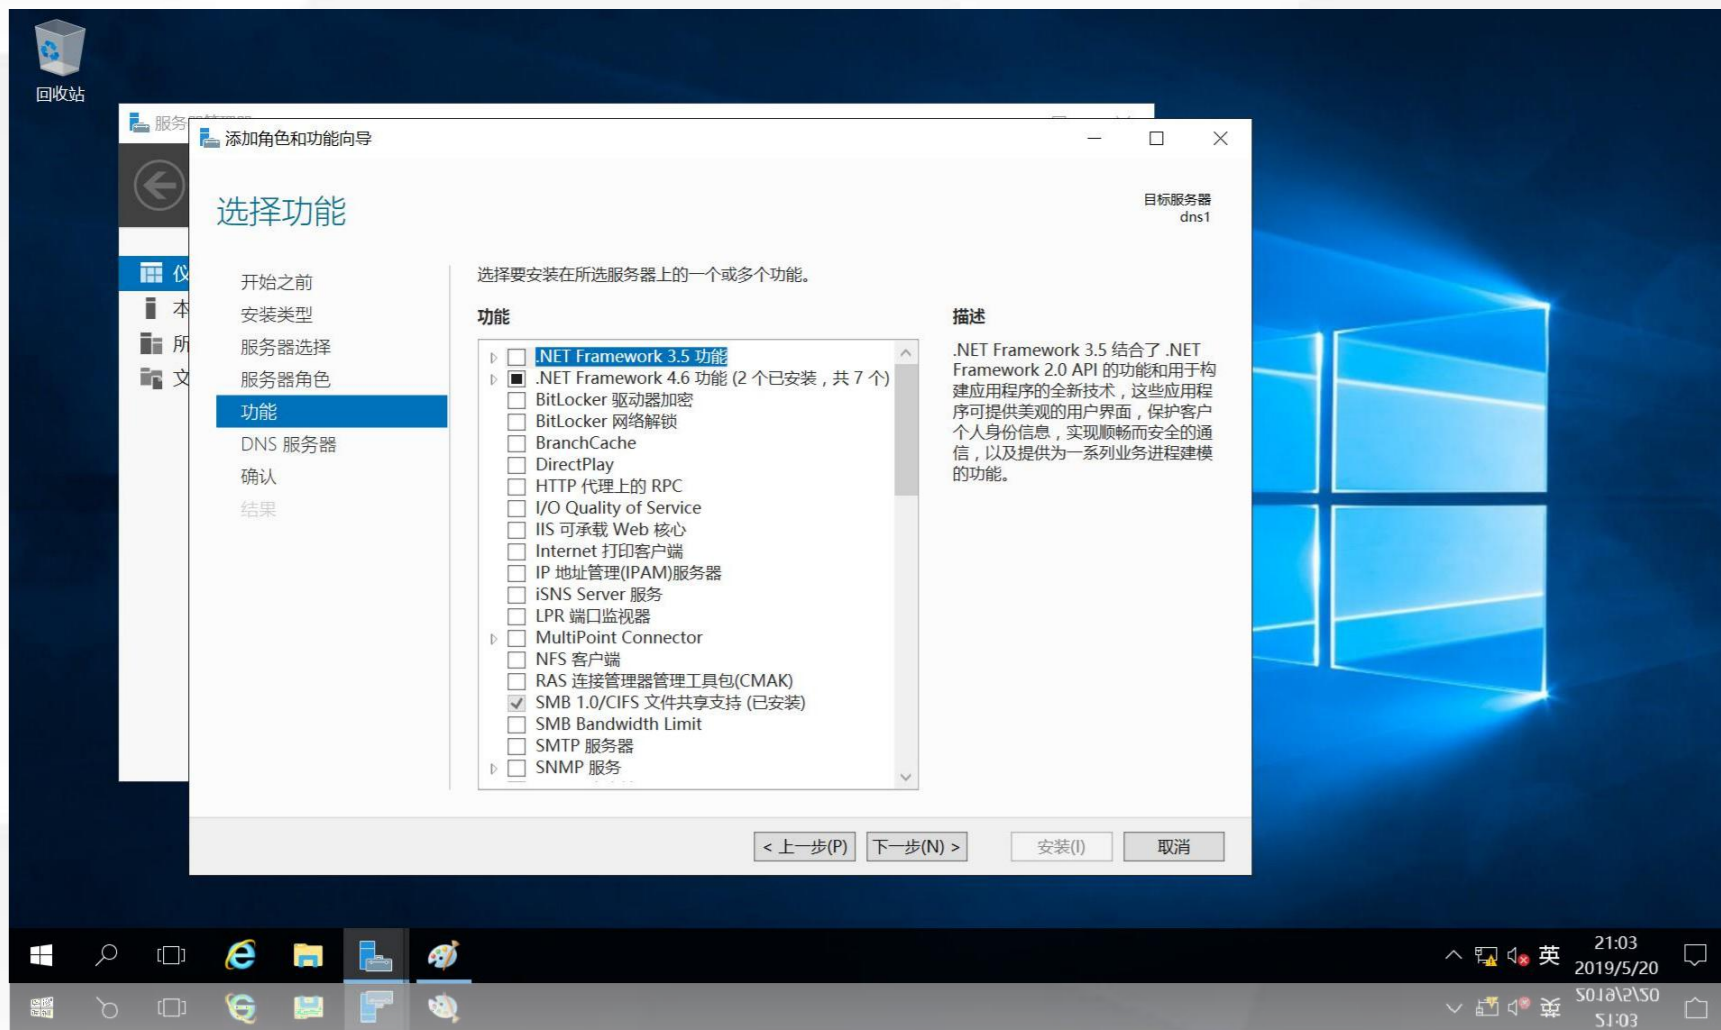 回收站
服务
添加角色和功能向导
选择功能
目标服务器
dns1
仪
本
所
文
开始之前
安装类型
服务器选择
服务器角色
功能
DNS 服务器
确认
结果
选择要安装在所选服务器上的一个或多个功能。
功能
.NET Framework 3.5 功能
.NET Framework 4.6 功能 (2 个已安装，共 7 个)
BitLocker 驱动器加密
BitLocker 网络解锁
BranchCache
DirectPlay
HTTP 代理上的 RPC
I/O Quality of Service
IIS 可承载 Web 核心
Internet 打印客户端
IP 地址管理(IPAM)服务器
iSNS Server 服务
LPR 端口监视器
MultiPoint Connector
NFS 客户端
RAS 连接管理器管理工具包(CMAK)
SMB 1.0/CIFS 文件共享支持 (已安装)
SMB Bandwidth Limit
SMTP 服务器
SNMP 服务
描述
.NET Framework 3.5 结合了 .NET
Framework 2.0 API 的功能和用于构
建应用程序的全新技术，这些应用程
序可提供美观的用户界面，保护客户
个人身份信息，实现顺畅而安全的通
信，以及提供为一系列业务进程建模
的功能。
< 上一步(P)
下一步(N) >
安装(I)
取消
英
21:03
2019/5/20